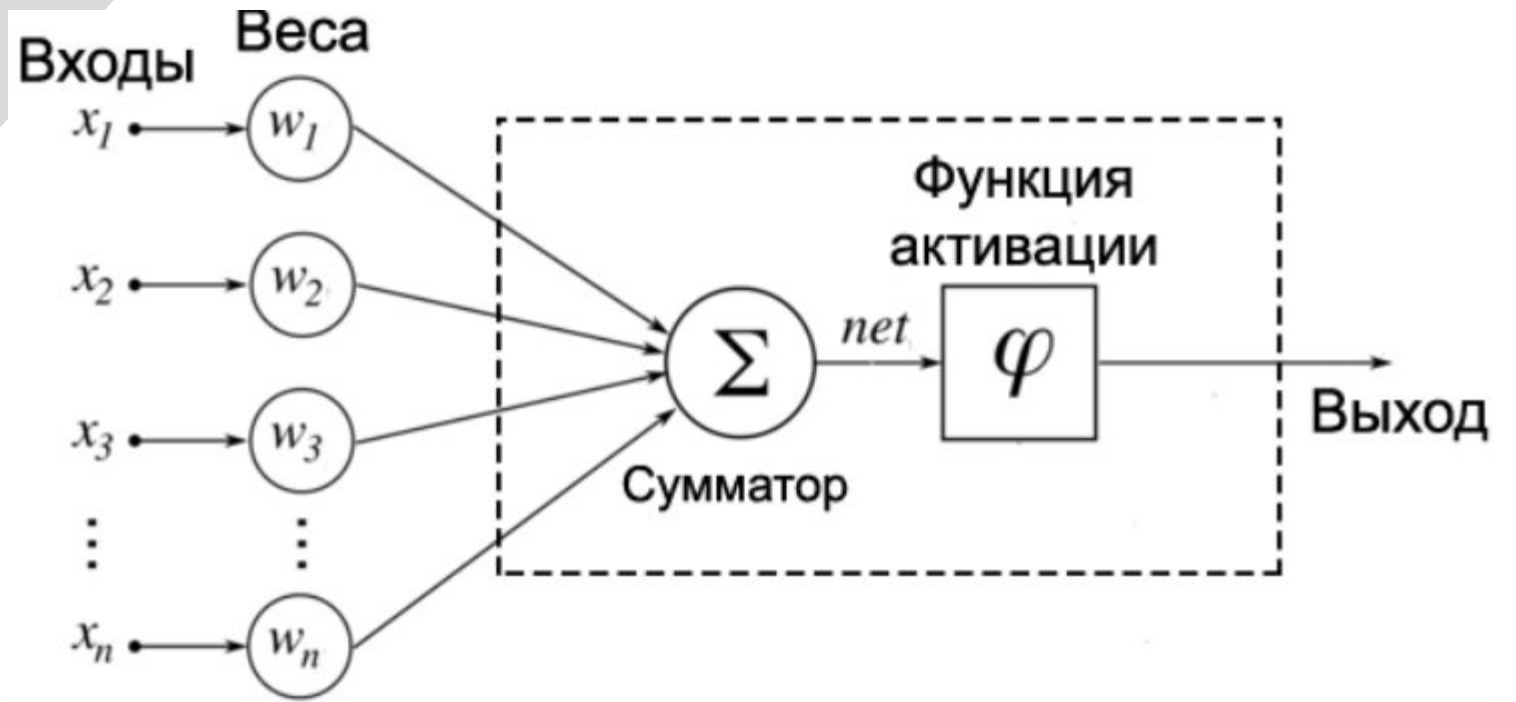 Входы
Веса
x1
w1
x2
w2
x3
w3
⋮ ⋮
xn
wn
Σ
Сумматор
net
Функция
активации
φ
Выход